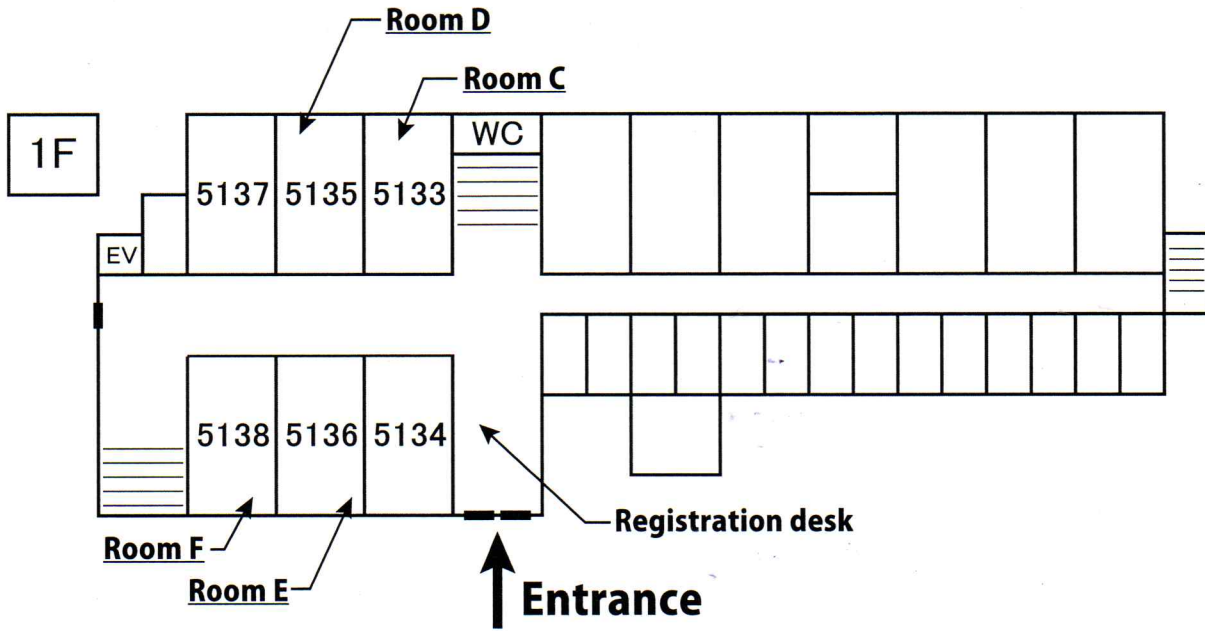 Room D
Room C
1F
WC
5137 5135 5133
EV
5138 5136 5134
Registration desk
Room F
Room E
Entrance